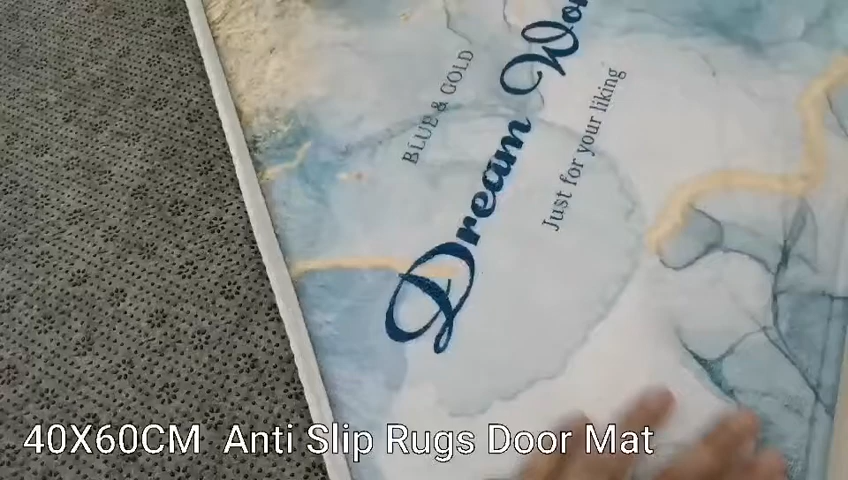 BLUE & GOLD
Dream
Just for your liking
40X60CM Anti Slip Rugs Door Mat